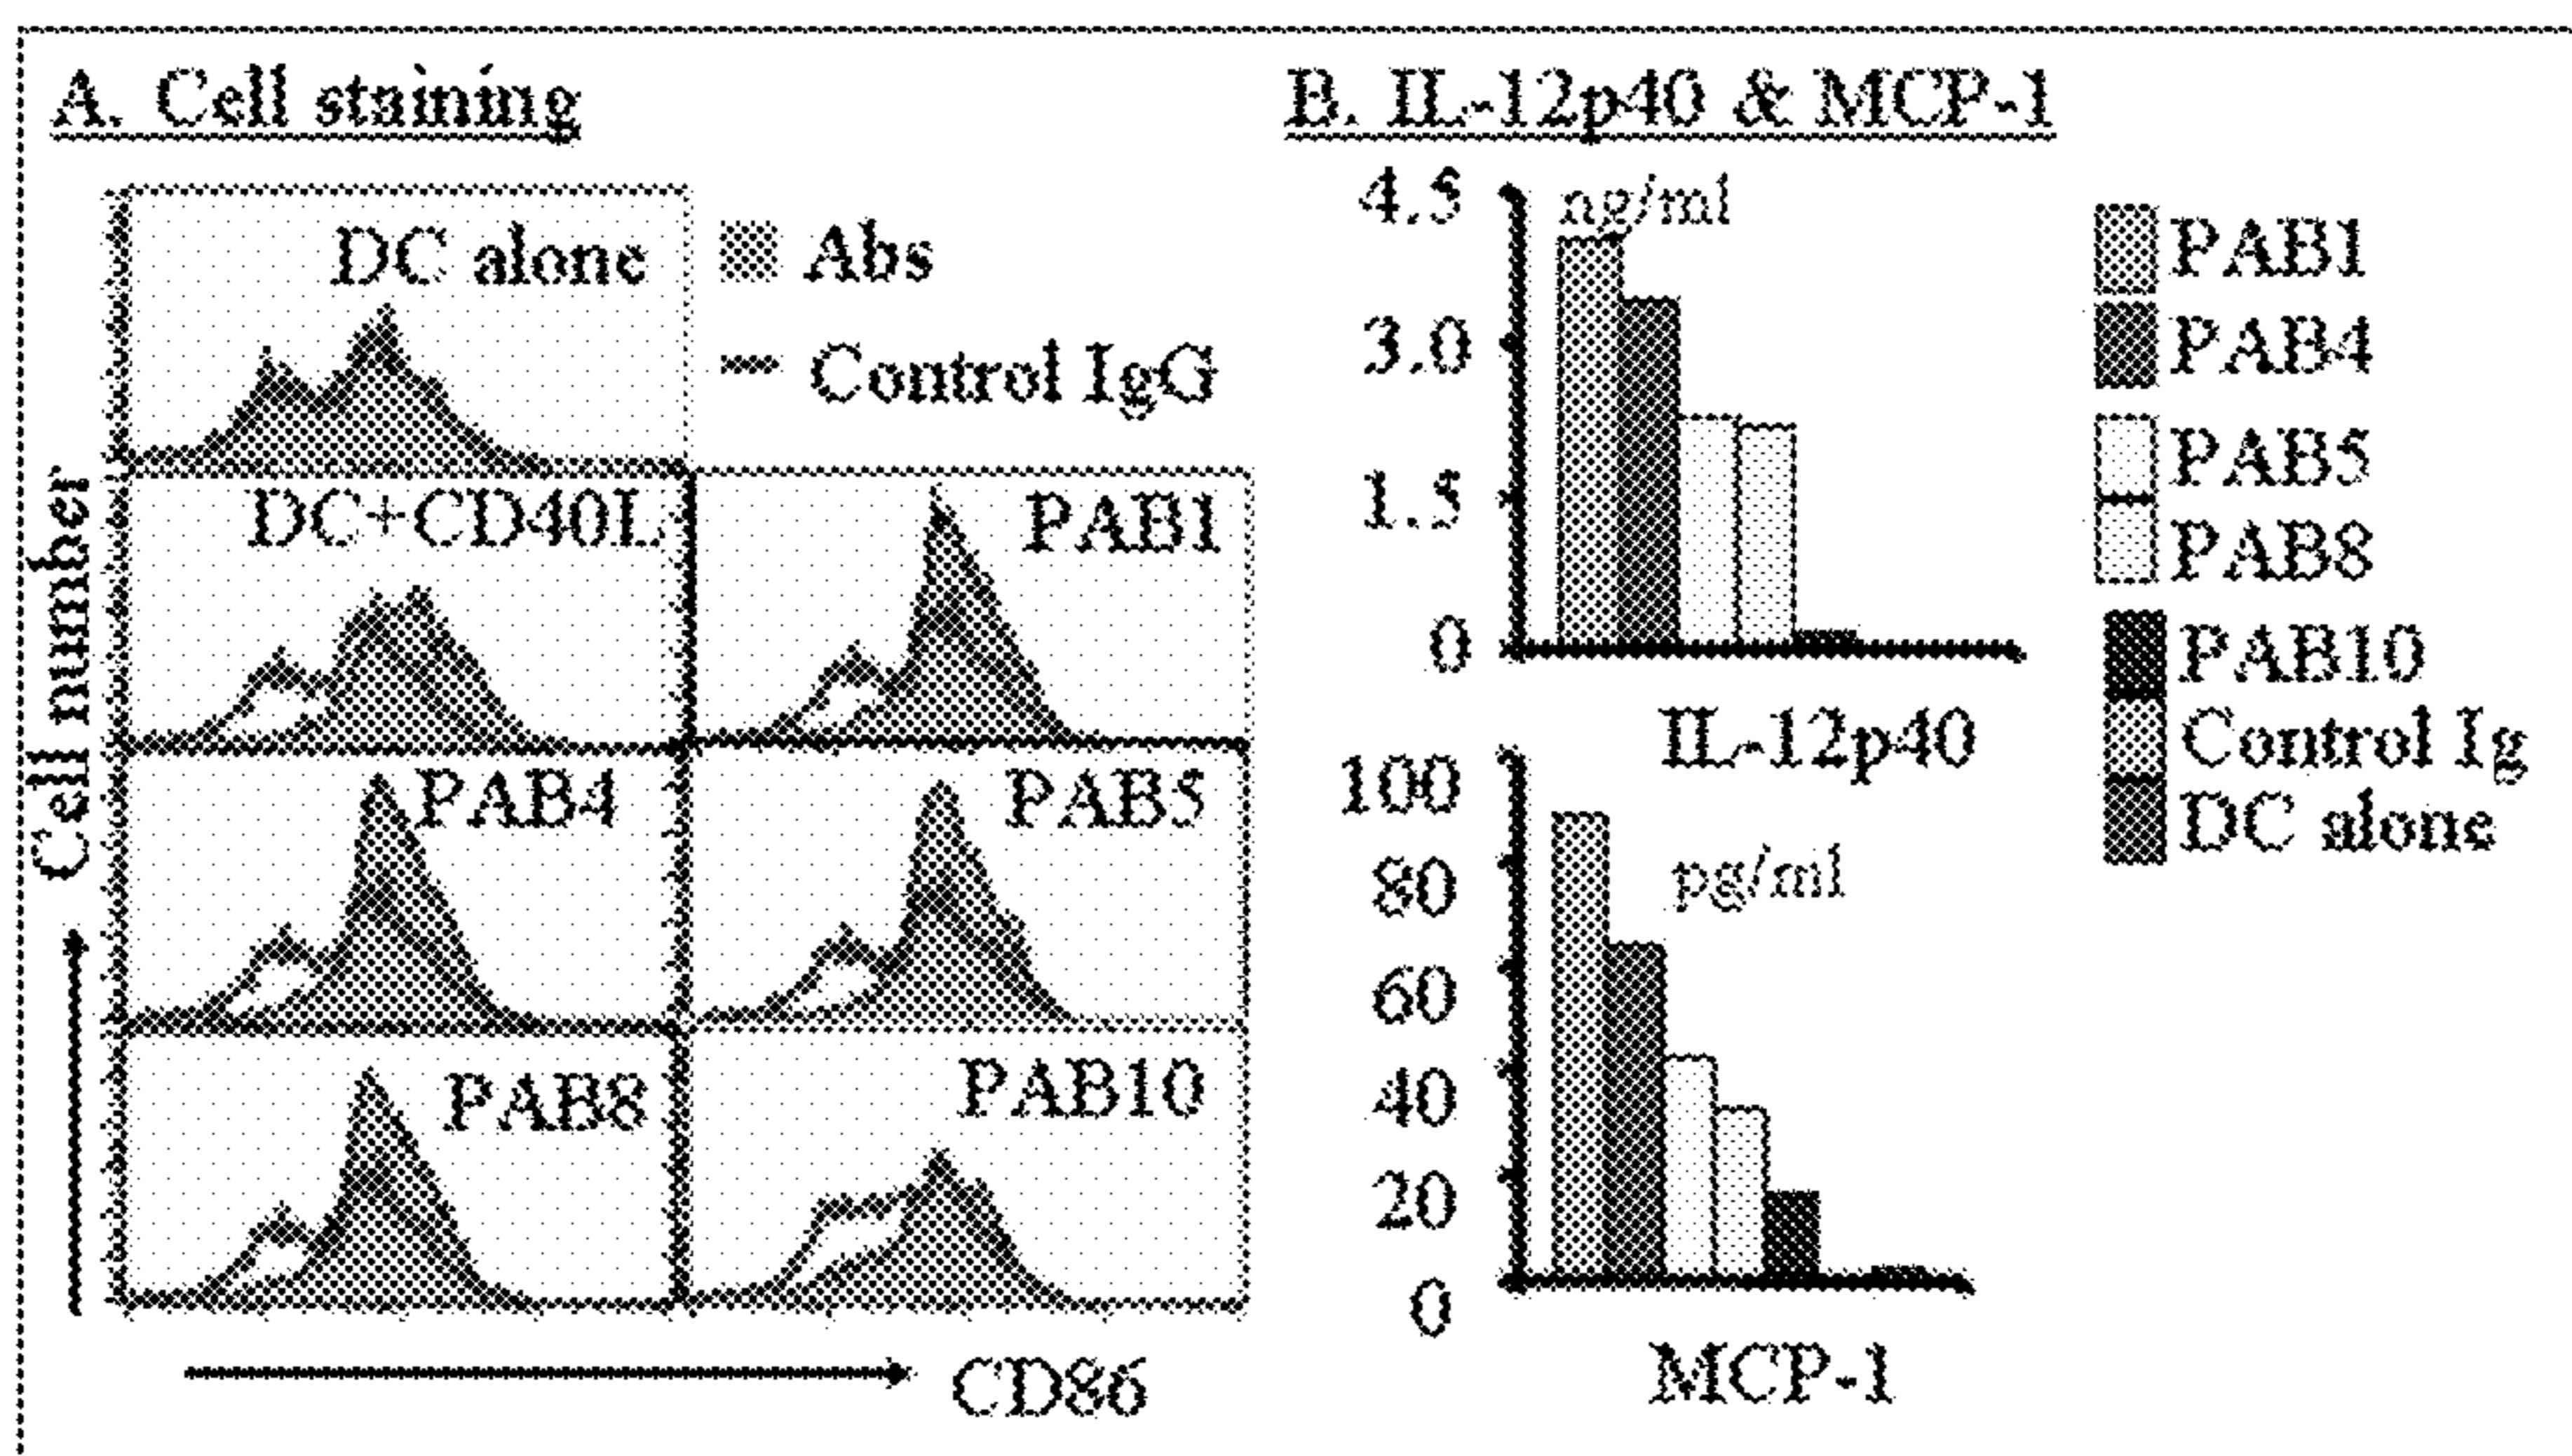 A. Cell staining
DC alone
Abs
Control IgG
DC+CD40L
PAB1
PAB4
PAB5
PAB8
PAB10
Cell number
CD86
B. IL-12p40 & MCP-1
4.5
ng/ml
3.0
1.5
0
IL-12p40
100
80
pg/ml
60
40
20
0
MCP-1
PAB1
PAB4
PAB5
PAB8
PAB10
Control Ig
DC alone